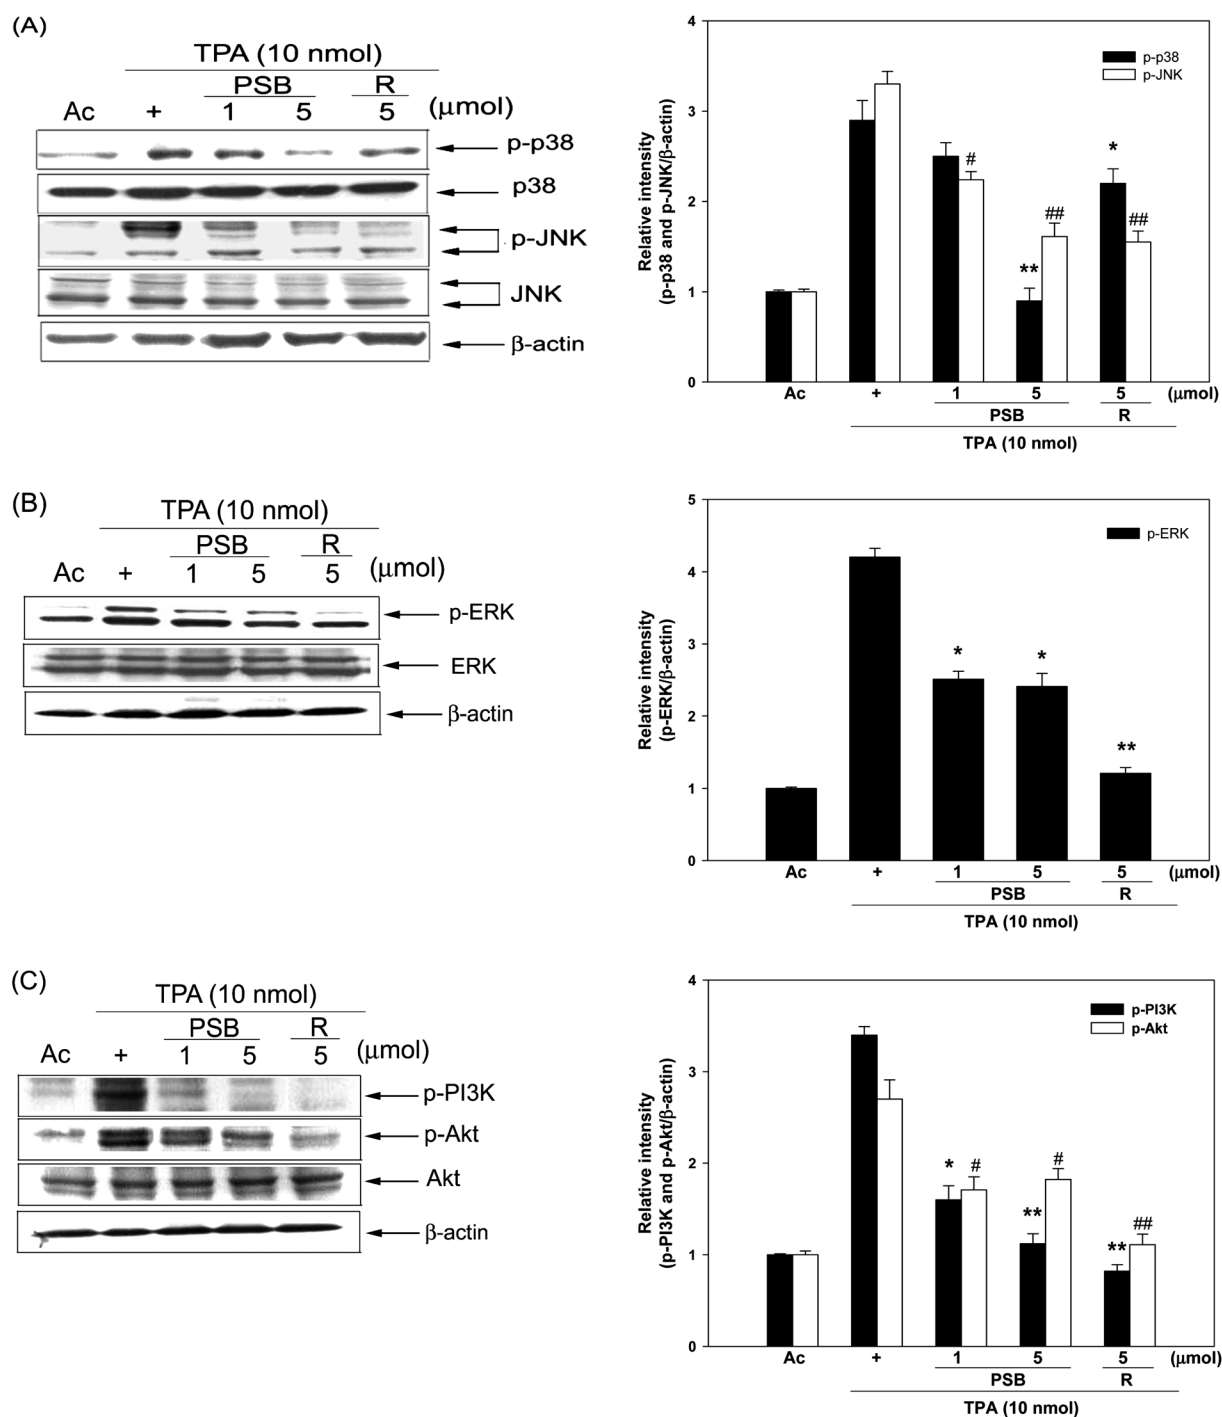 (A)
TPA (10 nmol)
PSB R
Ac + 1 5 5 (μmol)
p-p38
p38
p-JNK
JNK
β-actin
4
3
2
1
0
Relative intensity
(p-p38 and p-JNK/β-actin)
p-p38
p-JNK
#
**
##
*
##
Ac + 1 5 5 (μmol)
PSB R
TPA (10 nmol)
(B)
TPA (10 nmol)
PSB R
Ac + 1 5 5 (μmol)
p-ERK
ERK
β-actin
5
4
3
2
1
0
Relative intensity
(p-ERK/β-actin)
p-ERK
*
*
**
Ac + 1 5 5 (μmol)
PSB R
TPA (10 nmol)
(C)
TPA (10 nmol)
PSB R
Ac + 1 5 5 (μmol)
p-PI3K
p-Akt
Akt
β-actin
4
3
2
1
0
Relative intensity
(p-PI3K and p-Akt/β-actin)
p-PI3K
p-Akt
*
#
**
#
**
##
Ac + 1 5 5 (μmol)
PSB R
TPA (10 nmol)